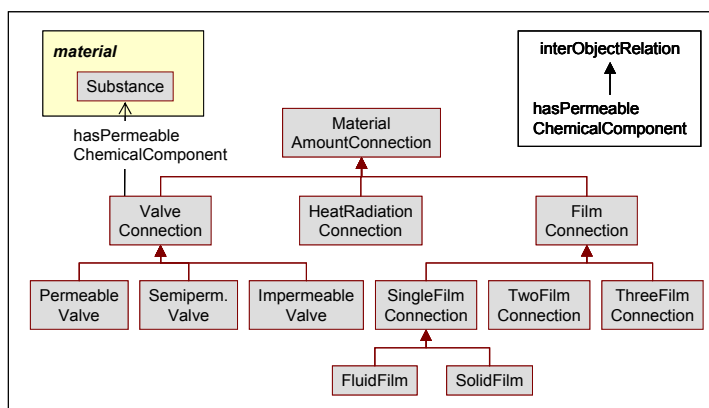 material
Substance
hasPermeable
ChemicalComponent
interObjectRelation
hasPermeable
ChemicalComponent
Material
AmountConnection
Valve
Connection
HeatRadiation
Connection
Film
Connection
Permeable
Valve
Semiperm.
Valve
Impermeable
Valve
SingleFilm
Connection
TwoFilm
Connection
ThreeFilm
Connection
FluidFilm
SolidFilm